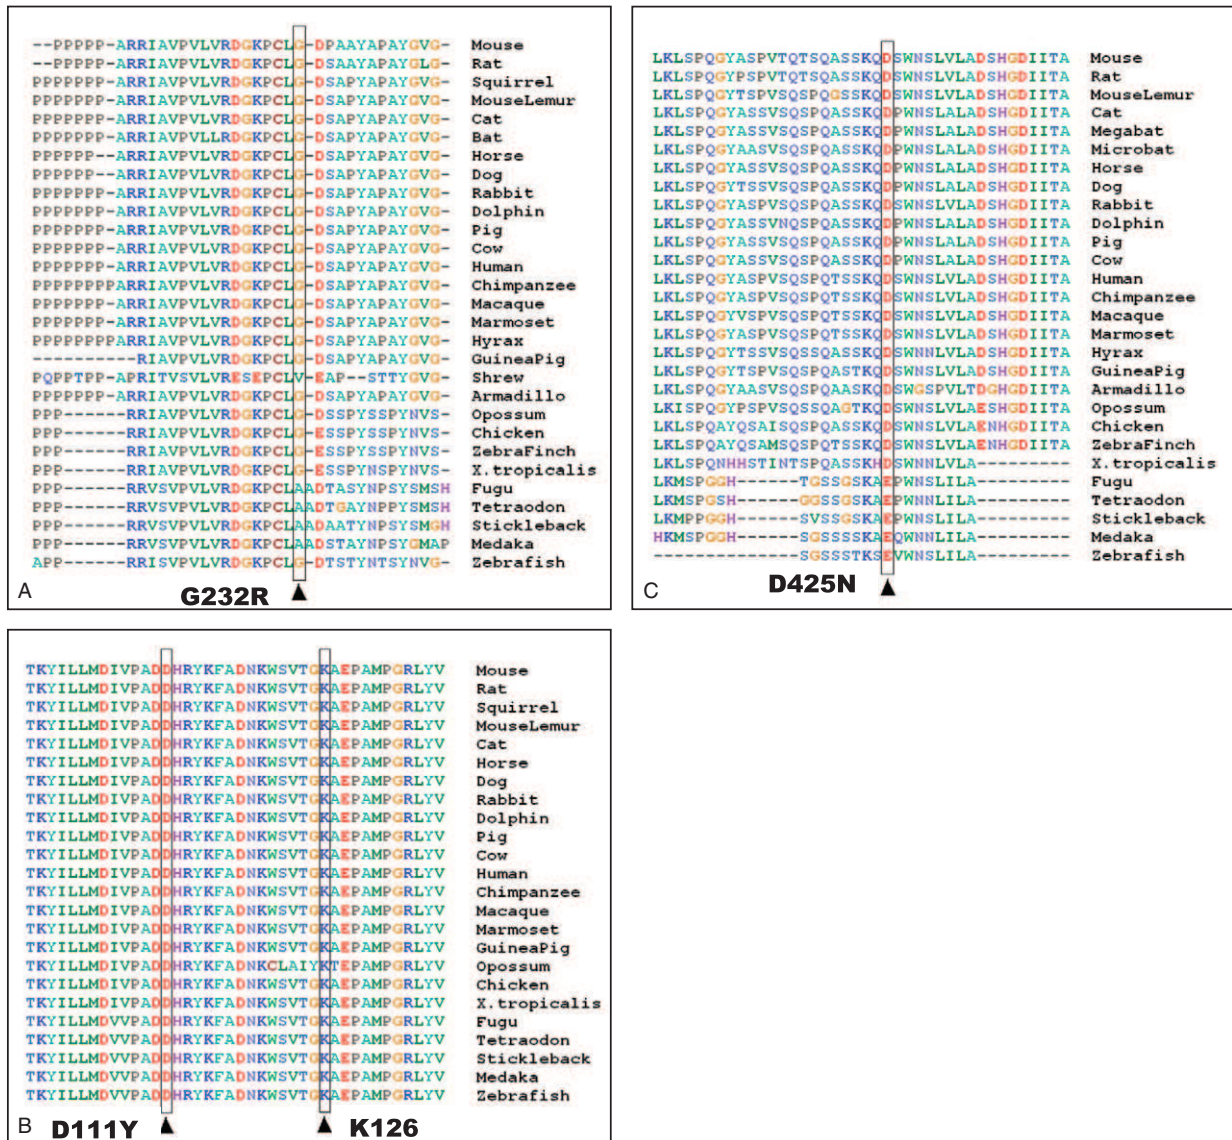 --PPPPP-ARRIAVPVLVRDGKPCLG-DPAAYAPAYGVG- Mouse
--PPPPP-ARRIAVPVLVRDGKPCLG-DSAAYAPAYGLG- Rat
PPPPPPP-ARRIAVPVLVRDGKPCLG-DSAPYAPAYGVG- Squirrel
PPPPPPP-ARRIAVPVLVRDGKPCLG-DSAPYAPAYGVG- MouseLemur
PPPPPPP-ARRIAVPVLVRDGKPCLG-DSAPYAPAYGVG- Cat
PPPPPPP-ARRIAVPVLLRDGKPCLG-DSAPYAPAYGVG- Bat
PPPPPP--ARRIAVPVLVRDGKPCLG-DSAPYAPAYGVG- Horse
PPPPPP--ARRIAVPVLVRDGKPCLG-DSAPYAPAYGVG- Dog
PPPPPPP-ARRIAVPVLVRDGKPCLG-DSAPYAPAYGVG- Rabbit
PPPPPPP-ARRIAVPVLVRDGKPCLG-DSAPYAPAYGVG- Dolphin
PPPPPPP-ARRIAVPVLVRDGKPCLG-DSAPYAPAYGVG- Pig
PPPPPPP-ARRIAVPVLVRDGKPCLG-DSAPYAPAYGVG- Cow
PPPPPPP-ARRIAVPVLVRDGKPCLG-DSAPYAPAYGVG- Human
PPPPPPPPARRIAVPVLVRDGKPCLG-DSAPYAPAYGVG- Chimpanzee
PPPPPPP-ARRIAVPVLVRDGKPCLG-DSAPYAPAYGVG- Macaque
PPPPPPP-ARRIAVPVLVRDGKPCLG-DSAPYAPAYGVG- Marmoset
PPPPPPPPARRIAVPVLVRDGKPCLG-DSAPYAPAYGVG- Hyrax
----------RIAVPVLVRDGKPCLG-DSAPYAPAYGVG- GuineaPig
PQPPTPP-APRITVSVLVRESEPCLV-EAP--STTYGVG- Shrew
PPPPPPP-ARRIAVPVLVRDGKPCLG-DSAPYAPAYGVG- Armadillo
PPP------RRIAVPVLVRDGKPCLG-DSSPYSSPYNVS- Opossum
PPP------RRIAVPVLVRDGKPCLG-ESSPYSSPYNVS- Chicken
PPP------RRIAVPVLVRDGKPCLG-ESSPYSSPYNVS- ZebraFinch
PPP------RRIAVPVLVRDGKPCLG-ESSPYNSPYNVS- X.tropicalis
PPP------RRVSVPVLVRDGKPCLAADTASYNPSYSMSH Fugu
PPP------RRVSVPVLVRDGKPCLAADTGAYNPPYSMSH Tetraodon
PPP------RRVSVPVLVRDGKPCLAADAATYNPSYSMGH Stickleback
PPP------RRVSVPVLVRDGKPCLAADSTAYNPSYGMAP Medaka
APP------RRISVPVLVRDGKPCLG-DTSTYNTSYNVG- Zebrafish
A
G232R ▲
LKLSPQGYASPVTQTSQASSKQDSWNSLVLADSHGDIITA Mouse
LKLSPQGYPSPVTQTSQASSKQDSWNSLVLADSHGDIITA Rat
LKLSPQGYTSPVSQSPQGSSKQDSWNSLVLADSHGDIITA MouseLemur
LKLSPQGYASSVSQSPQASSKQDPWNSLALADSHGDIITA Cat
LKLSPQGYASSVSQSPQASSKQDPWNSLALADSHGDIITA Megabat
LKLSPQGYAASVSQSPQASSKQDPWNSLALADSHGDIITA Microbat
LKLSPQGYASSVSQSPQASSKQDPWNSLALADSHGDIITA Horse
LKLSPQGYTSSVSQSPQASSKQDPWNSLALADSHGDIITA Dog
LKLSPQGYTSSVSQSPQASSKQDSWNSLALADSHGDIITA Rabbit
LKLSPQGYASSVNQSPQASSKQDPWNSLALADSHGDIITA Dolphin
LKLSPQGYASSVSQSPQASSKQDPWNSLALADSHGDIITA Pig
LKLSPQGYASSVNQSPQASSKQDPWNSLALADSHGDIITA Cow
LKLSPQGYASPVSQSPQTSSKQDSWNSLVLADSHGDIITA Human
LKLSPQGYASPVSQSPQTSSKQDSWNSLVLADSHGDIITA Chimpanzee
LKLSPQGYVSPVSQSPQTSSKQDSWNSLVLADSHGDIITA Macaque
LKLSPQGYASPVSQSPQTSSKQDSWNSLVLADSHGDIITA Marmoset
LKLSPQGYTSSVSQSSQASSKQDSWNSLVLADSHGDIITA Hyrax
LKLSPQGYTSPVSQSPQASTKQDSWNSLVLADSHGDIITA GuineaPig
LKLSPQGYASPVSQSPQAASKQDSWGSPVLTDGHGDIITA Armadillo
LKISPQGYPSPVSQSSQAGTKQDSWNSLVLAESHGDIITA Opossum
LKLSPQAYQSAISQSPQASSKQDSWNSLVLAENHGDIITA Chicken
LKLSPQAYQSAMSQSPQTSSKQDSWNSLVLAENHGDIITA ZebraFinch
LKLSPQNHHSTINTSPQASSKHDSWNNLVLA--------- X.tropicalis
LKMSPGGH------TGSSGSKAEPWNSLILA--------- Fugu
LKMSPGSH------GGSSGSKAEPWNSLILA--------- Tetraodon
LKMPPGGH------SVSSGSKAEPWNSLILA--------- Stickleback
HKMSPGGH------SGSSSSKAEQWNNLILA--------- Medaka
--------------SGSSSTKSEVWNSLILA--------- Zebrafish
C
D425N ▲
TKYILLMDIVPADDHRYKFADNKWSVTGKAEPAMPGRLYV Mouse
TKYILLMDIVPADDHRYKFADNKWSVTGKAEPAMPGRLYV Rat
TKYILLMDIVPADDHRYKFADNKWSVTGKAEPAMPGRLYV Squirrel
TKYILLMDIVPADDHRYKFADNKWSVTGKAEPAMPGRLYV MouseLemur
TKYILLMDIVPADDHRYKFADNKWSVTGKAEPAMPGRLYV Cat
TKYILLMDIVPADDHRYKFADNKWSVTGKAEPAMPGRLYV Horse
TKYILLMDIVPADDHRYKFADNKWSVTGKAEPAMPGRLYV Dog
TKYILLMDIVPADDHRYKFADNKWSVTGKAEPAMPGRLYV Rabbit
TKYILLMDIVPADDHRYKFADNKWSVTGKAEPAMPGRLYV Dolphin
TKYILLMDIVPADDHRYKFADNKWSVTGKAEPAMPGRLYV Pig
TKYILLMDIVPADDHRYKFADNKWSVTGKAEPAMPGRLYV Cow
TKYILLMDIVPADDHRYKFADNKWSVTGKAEPAMPGRLYV Human
TKYILLMDIVPADDHRYKFADNKWSVTGKAEPAMPGRLYV Chimpanzee
TKYILLMDIVPADDHRYKFADNKWSVTGKAEPAMPGRLYV Macaque
TKYILLMDIVPADDHRYKFADNKWSVTGKAEPAMPGRLYV Marmoset
TKYILLMDIVPADDHRYKFADNKWSVTGKAEPAMPGRLYV GuineaPig
TKYILLMDIVPADDHRYKFADNKCLAIYKTEPAMPGRLYV Opossum
TKYILLMDIVPADDHRYKFADNKWSVTGKAEPAMPGRLYV Chicken
TKYILLMDIVPADDHRYKFADNKWSVTGKAEPAMPGRLYV X.tropicalis
TKYILLMDVVPADDHRYKFADNKWSVTGKAEPAMPGRLYV Fugu
TKYILLMDVVPADDHRYKFADNKWSVTGKAEPAMPGRLYV Tetraodon
TKYILLMDVVPADDHRYKFADNKWSVTGKAEPAMPGRLYV Stickleback
TKYILLMDVVPADDHRYKFADNKWSVTGKAEPAMPGRLYV Medaka
TKYILLMDVVPADDHRYKFADNKWSVTGKAEPAMPGRLYV Zebrafish
B
D111Y ▲ ▲ K126